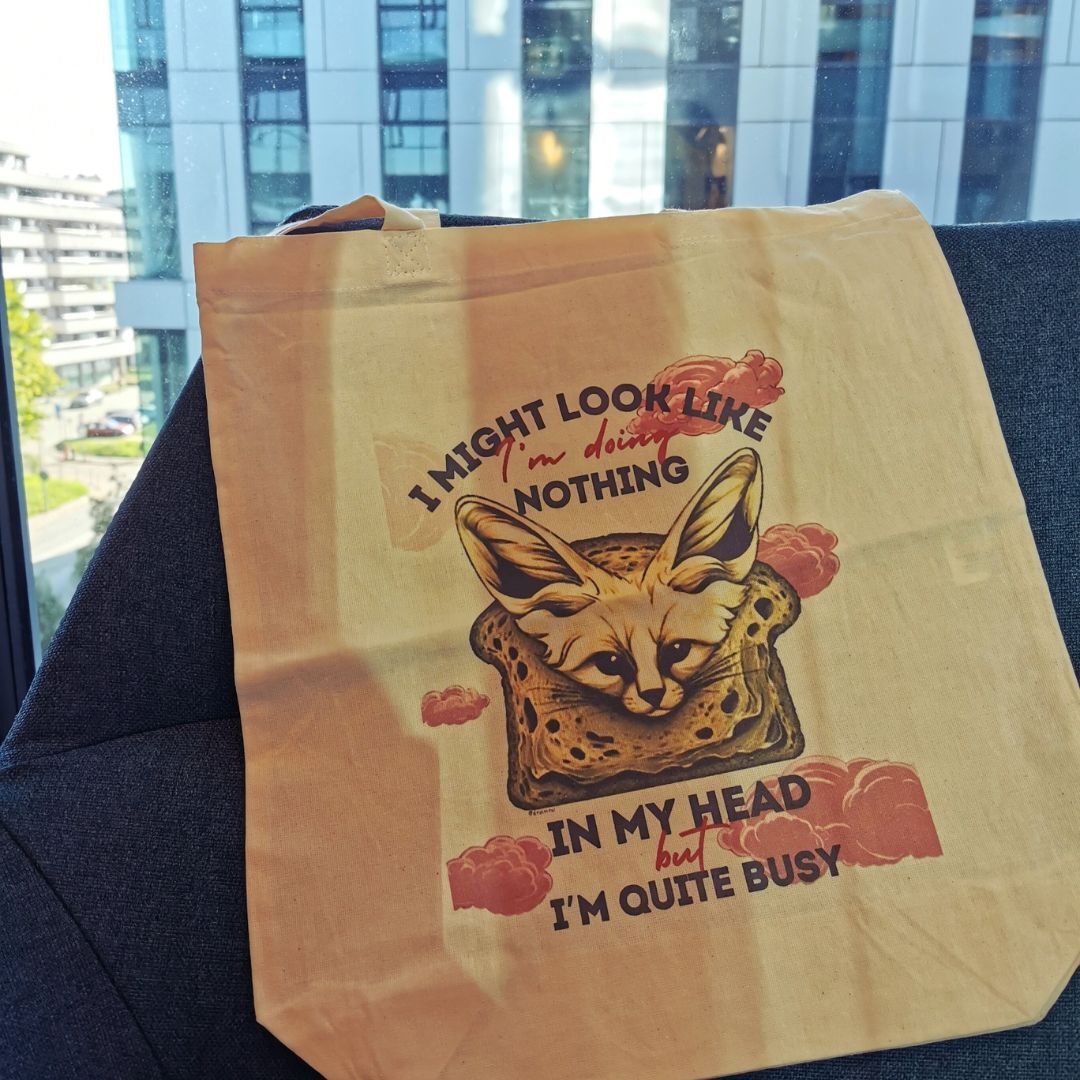 I MIGHT LOOK LIKE
I'm doing
NOTHING
IN MY HEAD
but
I'M QUITE BUSY